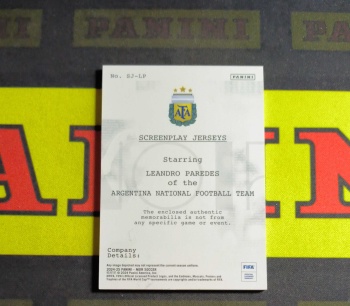 PANINI
No. SJ-LP
PANINI
AFA
SCREENPLAY JERSEYS
Starring
LEANDRO PAREDES
of the
ARGENTINA NATIONAL FOOTBALL TEAM
The enclosed authentic
memorabilia is not from
any specific game or event.
Company
Details:
FIFA